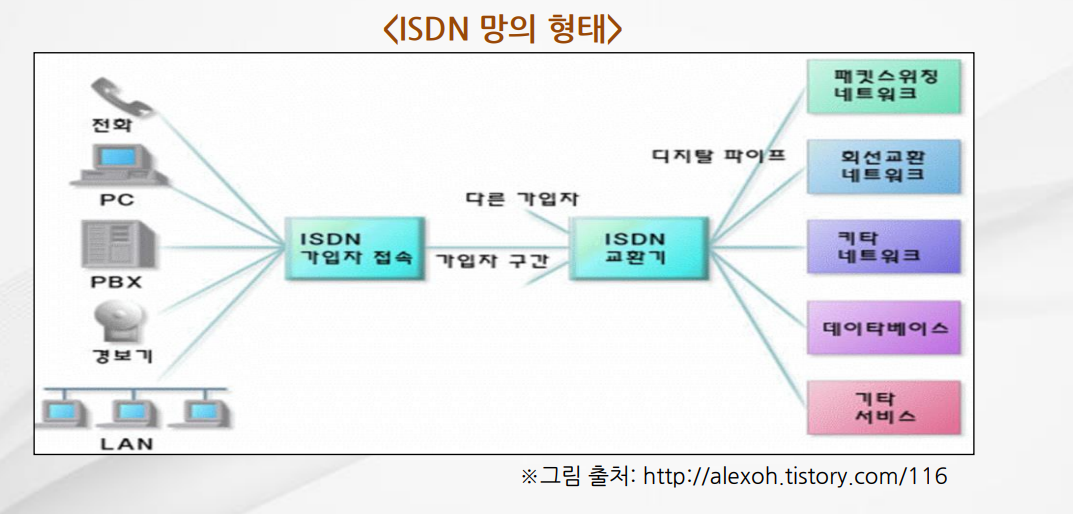 <ISDN 망의 형태>
전화
PC
PBX
경보기
LAN
ISDN
가입자 접속
다른 가입자
가입자 구간
ISDN
교환기
디지탈 파이프
패킷스위칭
네트워크
회선교환
네트워크
키타
네트워크
데이타베이스
기타
서비스
※그림 출처: http://alexoh.tistory.com/116